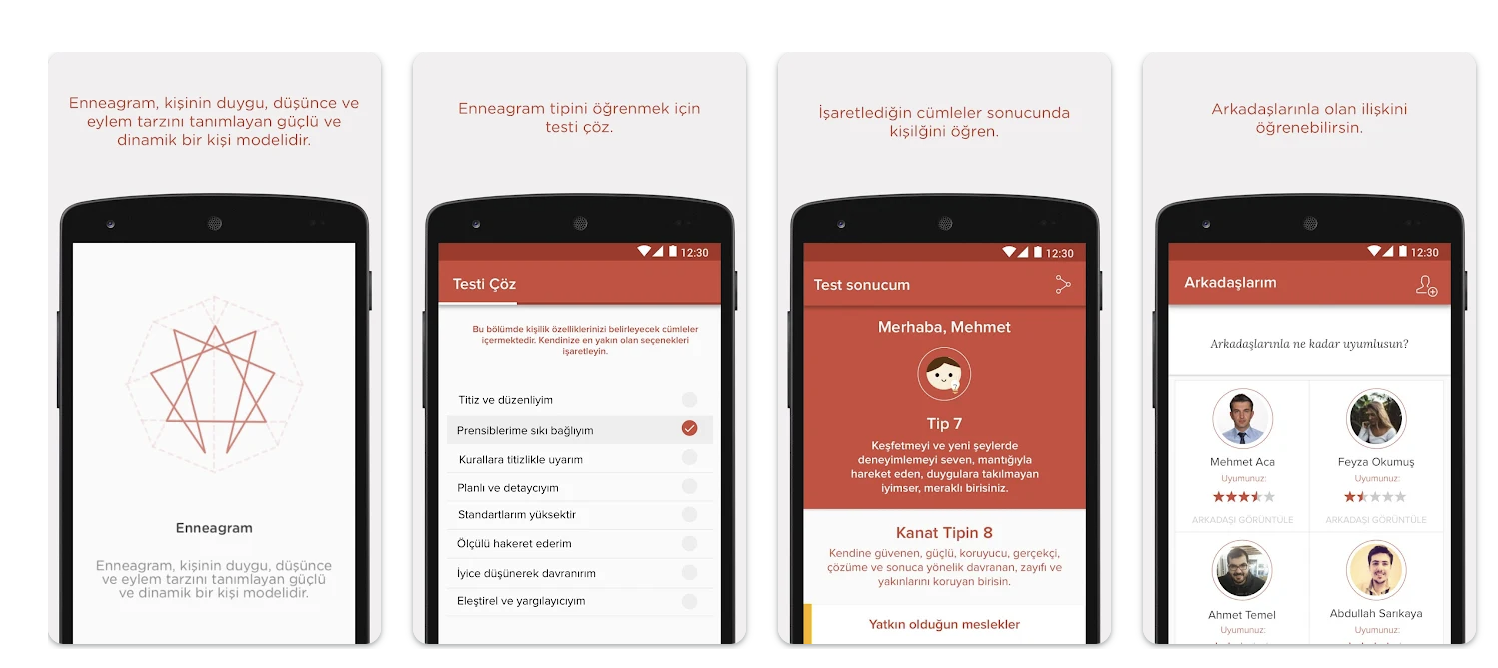 Enneagram, kişinin duygu, düşünce ve
eylem tarzını tanımlayan güçlü ve
dinamik bir kişi modelidir.
Enneagram
Enneagram, kişinin duygu, düşünce
ve eylem tarzını tanımlayan güçlü
ve dinamik bir kişi modelidir.
Enneagram tipini öğrenmek için
testi çöz.
12:30
Testi Çöz
Bu bölümde kişilik özelliklerinizi belirleyecek cümleler
içermektedir. Kendinize en yakın olan seçenekleri
işaretleyin.
Titiz ve düzenliyim
Prensiblerime sıkı bağlıyım
Kurallara titizlikle uyarım
Planlı ve detaycıyım
Standartlarım yüksektir
Ölçülü hakeret ederim
İyice düşünerek davranırım
Eleştirel ve yargılayıcıyım
İşaretlediğin cümleler sonucunda
kişilğini öğren.
12:30
Test sonucum
Merhaba, Mehmet
Tip 7
Keşfetmeyi ve yeni şeylerde
deneyimlemeyi seven, mantığıyla
hareket eden, duygulara takılmayan
iyimser, meraklı birisiniz.
Kanat Tipin 8
Kendine güvenen, güçlü, koruyucu, gerçekçi,
çözüme ve sonuca yönelik davranan, zayıfı ve
yakınlarını koruyan birisin.
Yatkın olduğun meslekler
Arkadaşlarınla olan ilişkini
öğrenebilirsin.
12:30
Arkadaşlarım
Arkadaşlarınla ne kadar uyumlusun?
Mehmet Aca
Uyumunuz:
ARKADAŞI GÖRÜNTÜLE
Feyza Okumuş
Uyumunuz:
ARKADAŞI GÖRÜNTÜLE
Ahmet Temel
Uyumunuz:
Abdullah Sarıkaya
Uyumunuz: